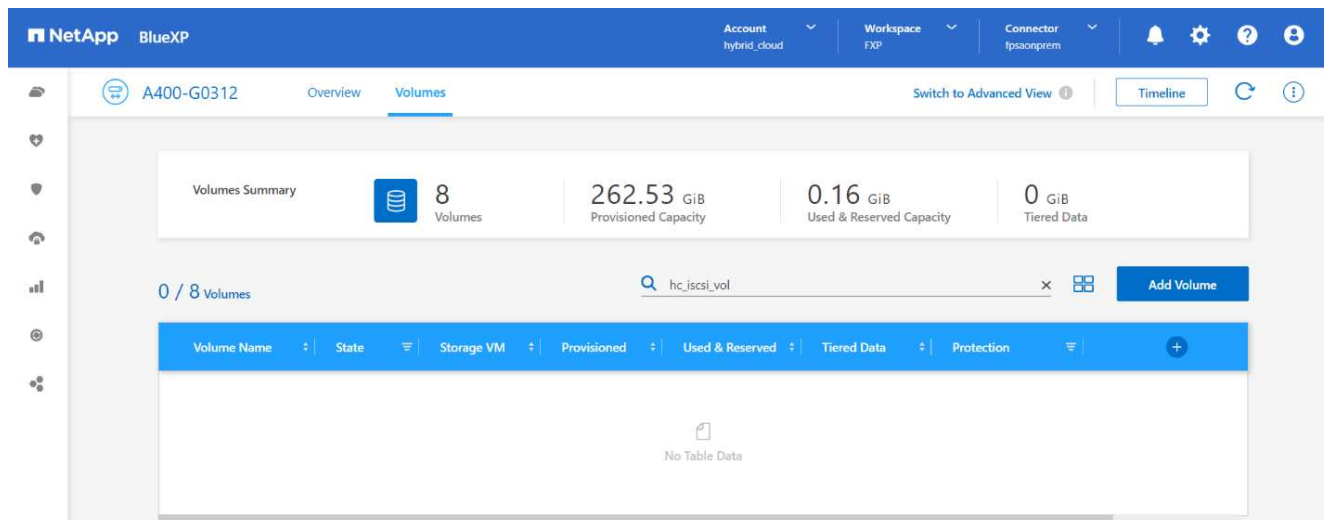 NetApp BlueXP Account Workspace Connector
hybrid_cloud FXP fpsaonprem
A400-G0312 Overview Volumes Switch to Advanced View Timeline
Volumes Summary 8 262.53 GiB 0.16 GiB 0 GiB
Volumes Provisioned Capacity Used & Reserved Capacity Tiered Data
0 / 8 Volumes hc_iscsi_vol Add Volume
Volume Name State Storage VM Provisioned Used & Reserved Tiered Data Protection
No Table Data